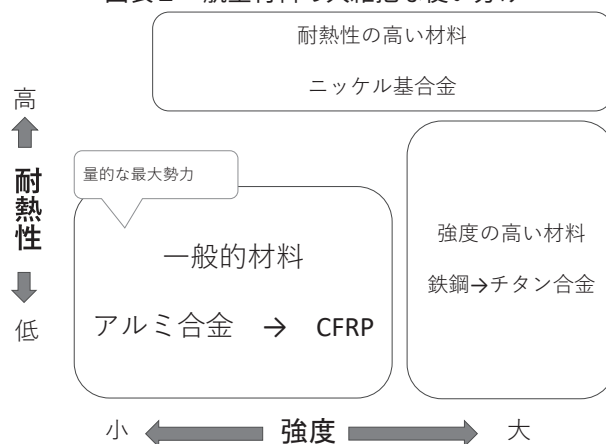 耐熱性の高い材料
ニッケル基合金
高
耐熱性
低
量的な最大勢力
一般的材料
アルミ合金 → CFRP
強度の高い材料
鉄鋼→チタン合金
小
強度
大